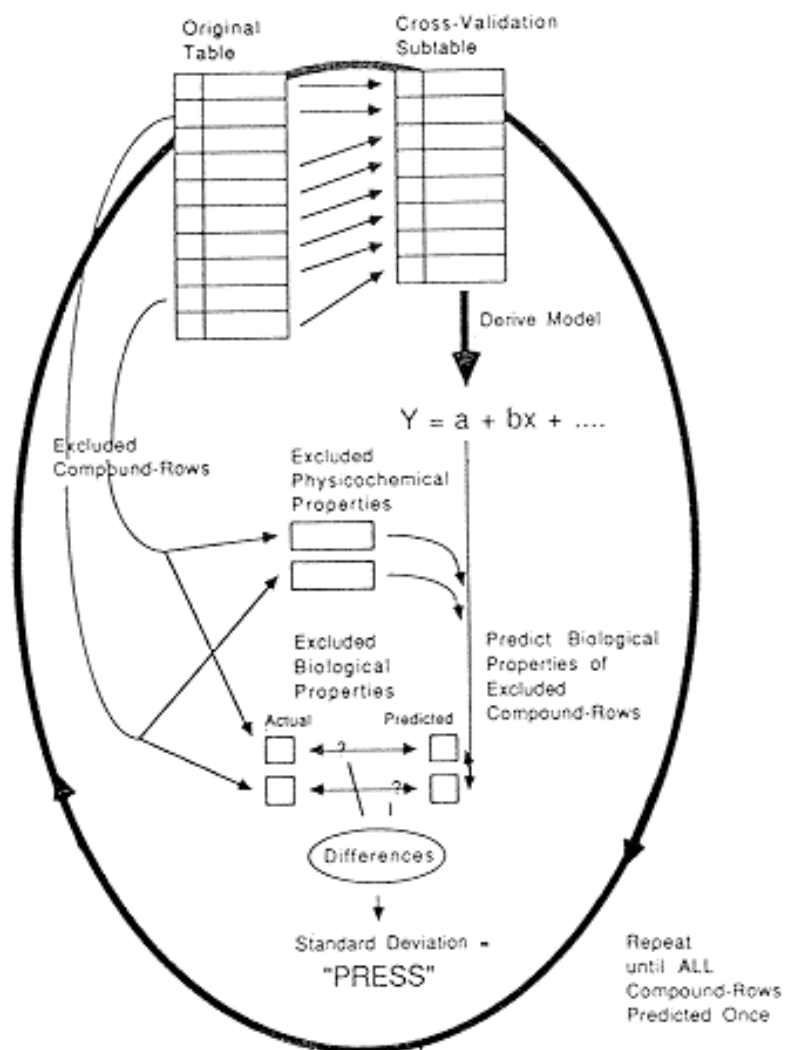 Original
Table
Cross-Validation
Subtable
Derive Model
Y = a + bx + ....
Excluded
Compound-Rows
Excluded
Physicochemical
Properties
Excluded
Biological
Properties
Predict Biological
Properties of
Excluded
Compound-Rows
Actual
Predicted
?
?
Differences
Standard Deviation =
"PRESS"
Repeat
until ALL
Compound-Rows
Predicted Once